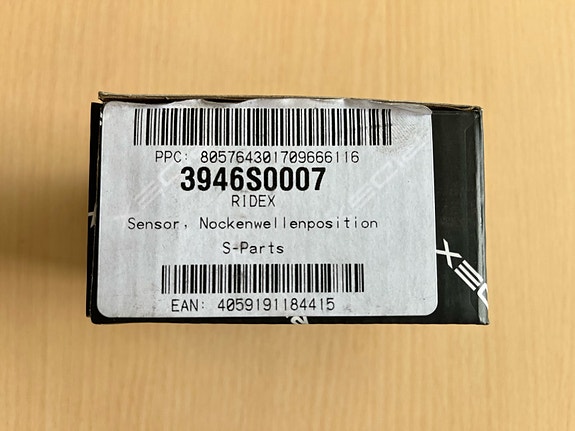 PPC: 805764301709666116
3946S0007
RIDEX
Sensor, Nockenwellenposition
S-Parts
EAN: 4059191184415